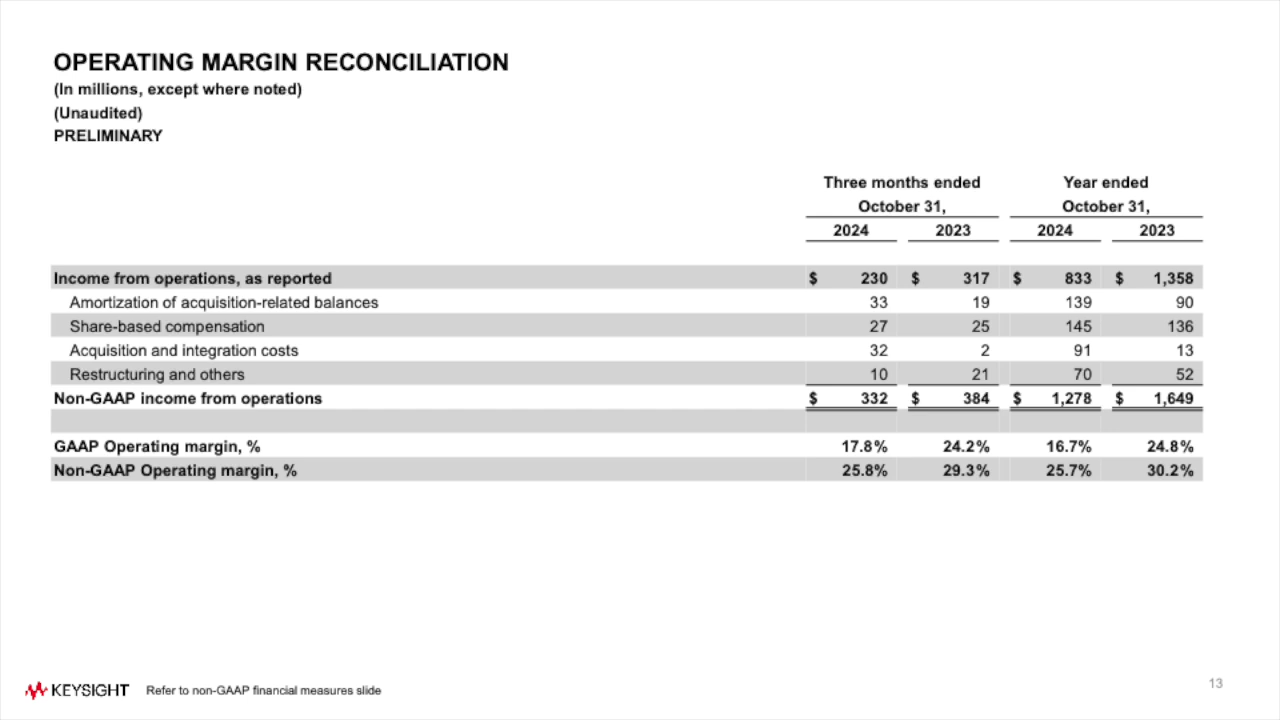 OPERATING MARGIN RECONCILIATION
(In millions, except where noted)
(Unaudited)
PRELIMINARY
Three months ended Year ended
October 31, October 31,
2024 2023 2024 2023
Income from operations, as reported $ 230 $ 317 $ 833 $ 1,358
Amortization of acquisition-related balances 33 19 139 90
Share-based compensation 27 25 145 136
Acquisition and integration costs 32 2 91 13
Restructuring and others 10 21 70 52
Non-GAAP income from operations $ 332 $ 384 $ 1,278 $ 1,649
GAAP Operating margin, % 17.8% 24.2% 16.7% 24.8%
Non-GAAP Operating margin, % 25.8% 29.3% 25.7% 30.2%
KEYSIGHT Refer to non-GAAP financial measures slide 13